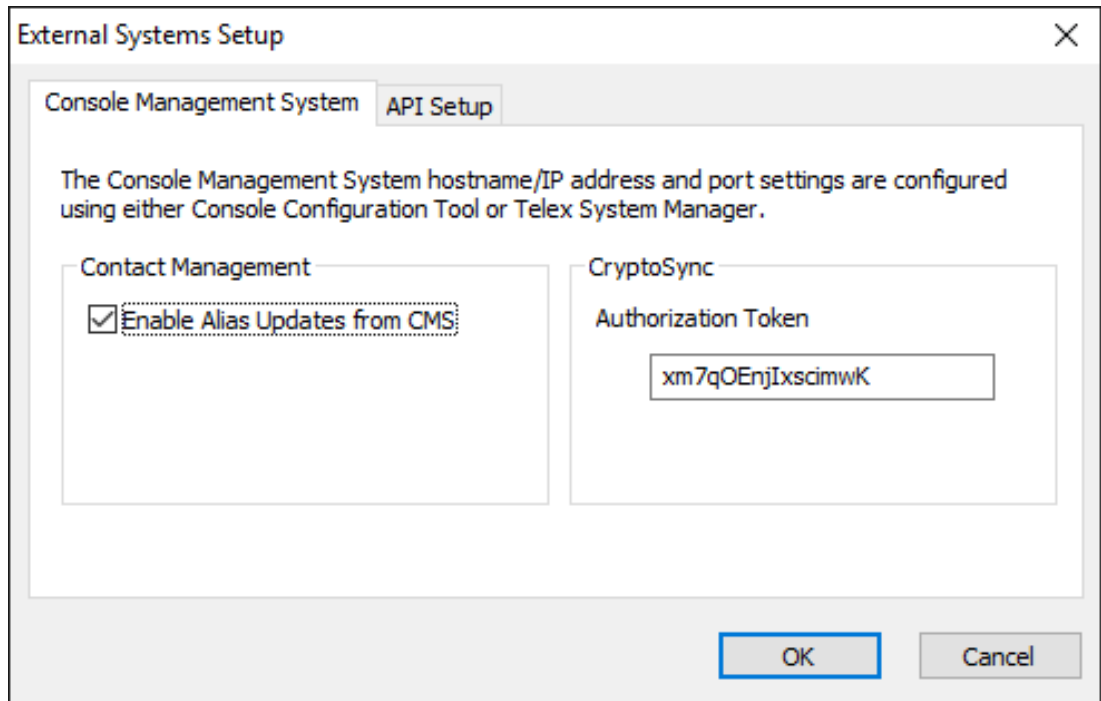 External Systems Setup
Console Management System
API Setup
The Console Management System hostname/IP address and port settings are configured
using either Console Configuration Tool or Telex System Manager.
Contact Management
Enable Alias Updates from CMS
CryptoSync
Authorization Token
xm7qOEnjIxscimwK
OK
Cancel